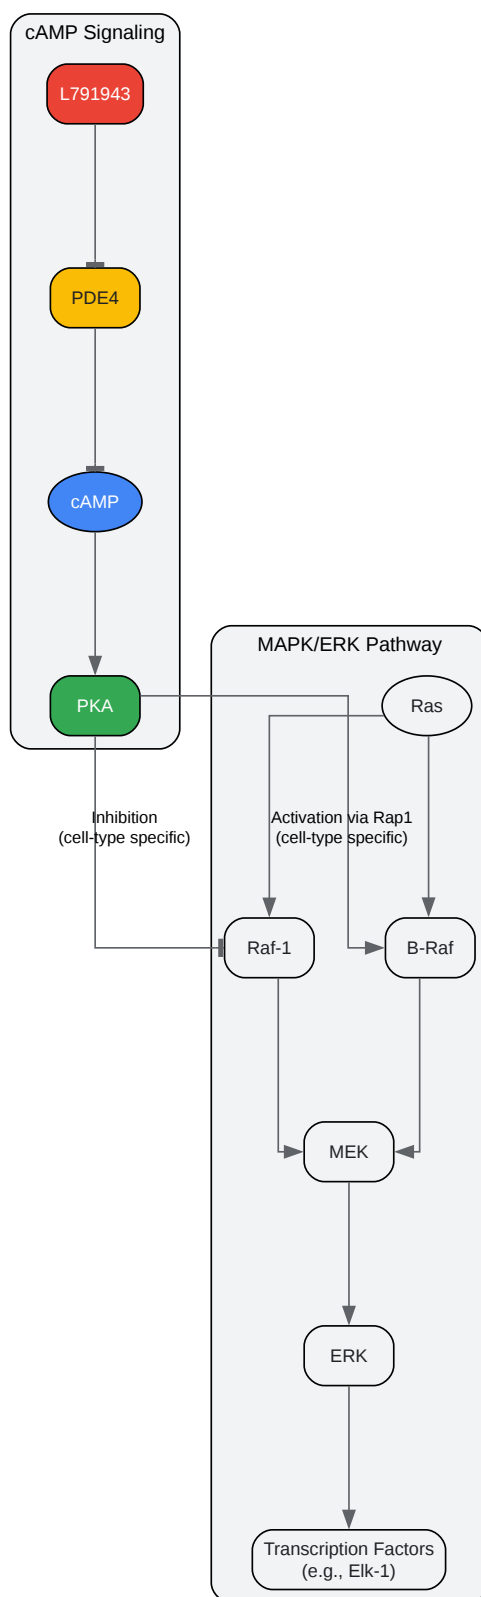 cAMP Signaling
L791943
PDE4
cAMP
PKA
MAPK/ERK Pathway
Ras
Inhibition
(cell-type specific)
Activation via Rap1
(cell-type specific)
Raf-1
B-Raf
MEK
ERK
Transcription Factors
(e.g., Elk-1)